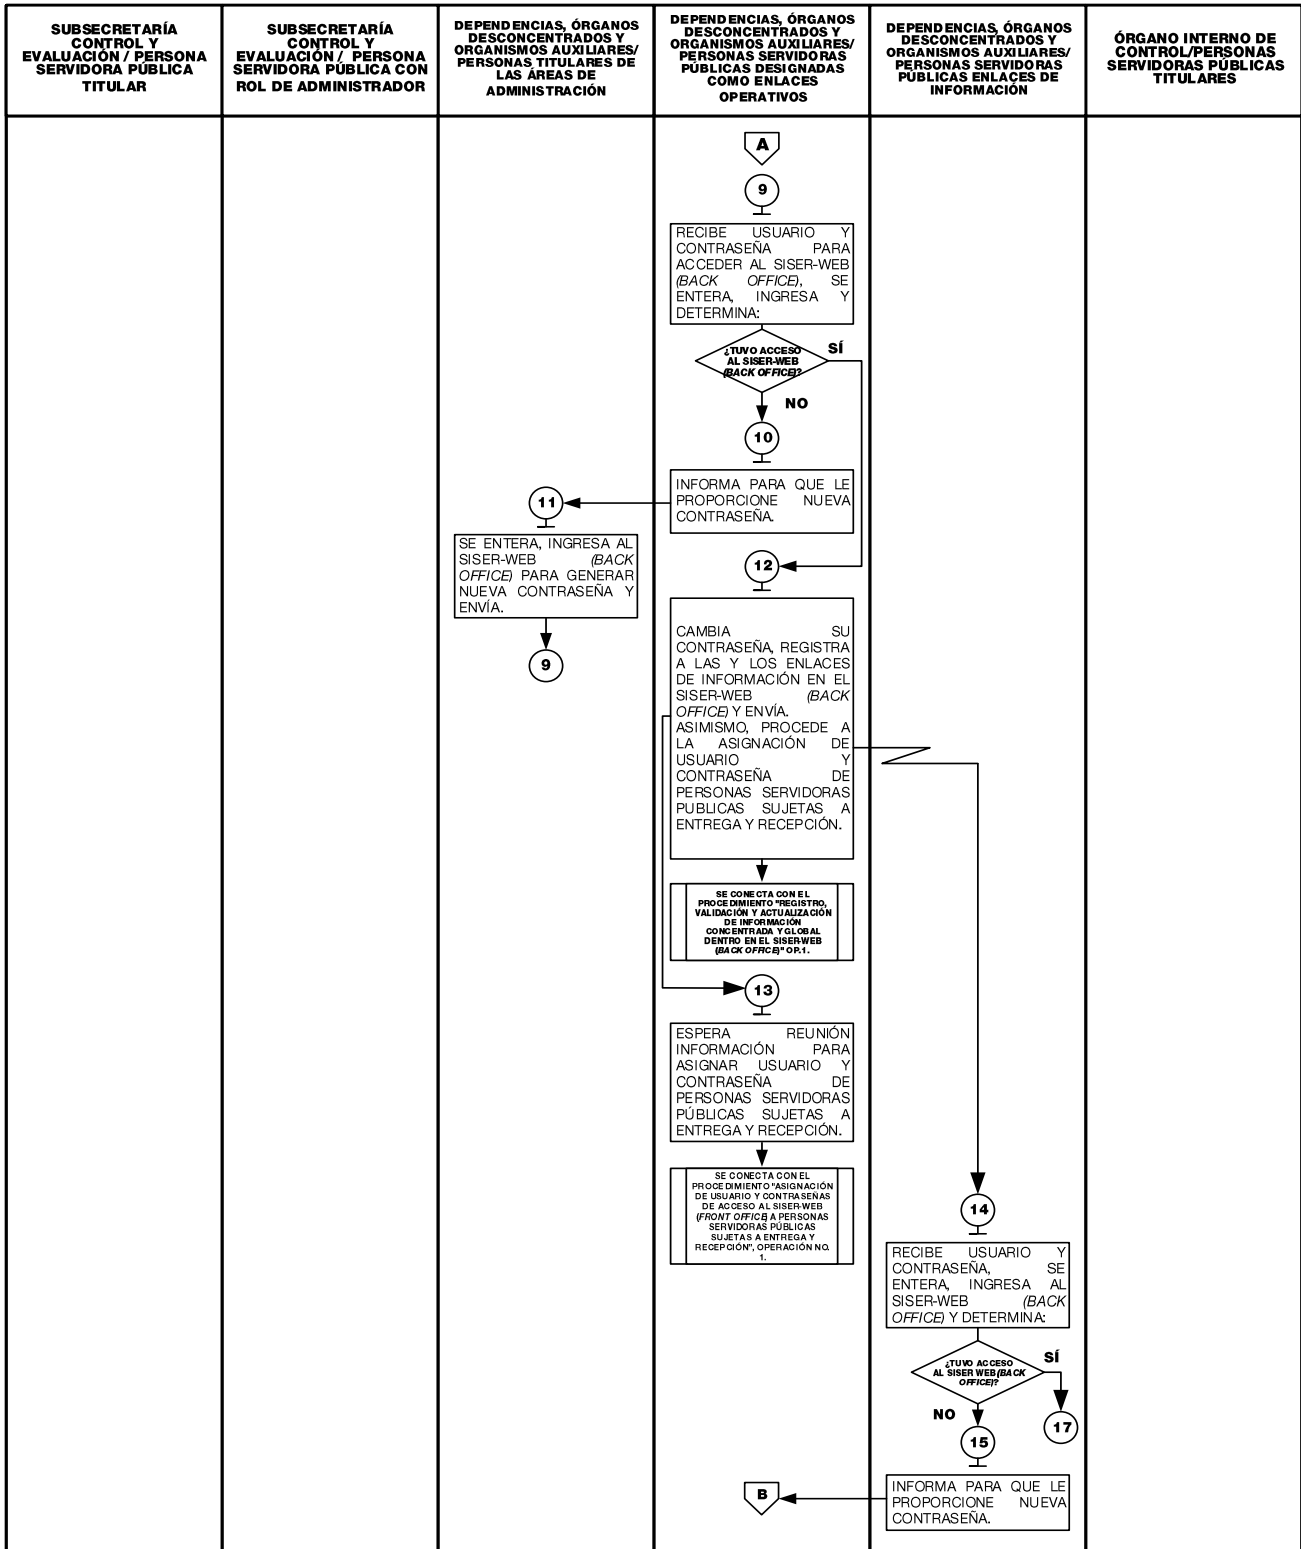 SUBSECRETARÍA
CONTROL Y
EVALUACIÓN / PERSONA
SERVIDORA PÚBLICA
TITULAR
SUBSECRETARÍA
CONTROL Y
EVALUACIÓN / PERSONA
SERVIDORA PÚBLICA CON
ROL DE ADMINISTRADOR
DEPENDENCIAS, ÓRGANOS
DESCONCENTRADOS Y
ORGANISMOS AUXILIARES/
PERSONAS TITULARES DE
LAS ÁREAS DE
ADMINISTRACIÓN
DEPENDENCIAS, ÓRGANOS
DESCONCENTRADOS Y
ORGANISMOS AUXILIARES/
PERSONAS SERVIDORAS
PÚBLICAS DESIGNADAS
COMO ENLACES
OPERATIVOS
DEPENDENCIAS, ÓRGANOS
DESCONCENTRADOS Y
ORGANISMOS AUXILIARES/
PERSONAS SERVIDORAS
PÚBLICAS ENLACES DE
INFORMACIÓN
ÓRGANO INTERNO DE
CONTROL/PERSONAS
SERVIDORAS PÚBLICAS
TITULARES
A
9
RECIBE USUARIO Y
CONTRASEÑA PARA
ACCEDER AL SISER-WEB
(BACK OFFICE), SE
ENTERA, INGRESA Y
DETERMINA:
¿TUVO ACCESO
AL SISER-WEB
(BACK OFFICE)?
SÍ
NO
10
INFORMA PARA QUE LE
PROPORCIONE NUEVA
CONTRASEÑA.
11
SE ENTERA, INGRESA AL
SISER-WEB (BACK
OFFICE) PARA GENERAR
NUEVA CONTRASEÑA Y
ENVÍA.
9
12
CAMBIA SU
CONTRASEÑA, REGISTRA
A LAS Y LOS ENLACES
DE INFORMACIÓN EN EL
SISER-WEB (BACK
OFFICE) Y ENVÍA.
ASIMISMO, PROCEDE A
LA ASIGNACIÓN DE
USUARIO Y
CONTRASEÑA DE
PERSONAS SERVIDORAS
PUBLICAS SUJETAS A
ENTREGA Y RECEPCIÓN.
SE CONECTA CON EL
PROCEDIMIENTO "REGISTRO,
VALIDACIÓN Y ACTUALIZACIÓN
DE INFORMACIÓN
CONCENTRADA Y GLOBAL
DENTRO EN EL SISER-WEB
(BACK OFFICE)" OP.1.
13
ESPERA REUNIÓN
INFORMACIÓN PARA
ASIGNAR USUARIO Y
CONTRASEÑA DE
PERSONAS SERVIDORAS
PÚBLICAS SUJETAS A
ENTREGA Y RECEPCIÓN.
SE CONECTA CON EL
PROCEDIMIENTO "ASIGNACIÓN
DE USUARIO Y CONTRASEÑAS
DE ACCESO AL SISER-WEB
(FRONT OFFICE) A PERSONAS
SERVIDORAS PÚBLICAS
SUJETAS A ENTREGA Y
RECEPCIÓN", OPERACIÓN NO.
1.
14
RECIBE USUARIO Y
CONTRASEÑA, SE
ENTERA, INGRESA AL
SISER-WEB (BACK
OFFICE) Y DETERMINA:
¿TUVO ACCESO
AL SISER WEB (BACK
OFFICE)?
SÍ
17
NO
15
INFORMA PARA QUE LE
PROPORCIONE NUEVA
CONTRASEÑA.
B